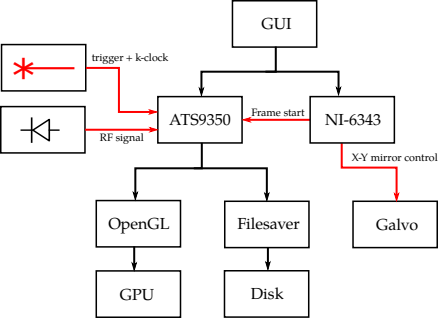 GUI
trigger + k-clock
ATS9350
Frame start
NI-6343
RF signal
X-Y mirror control
OpenGL
Filesaver
Galvo
GPU
Disk